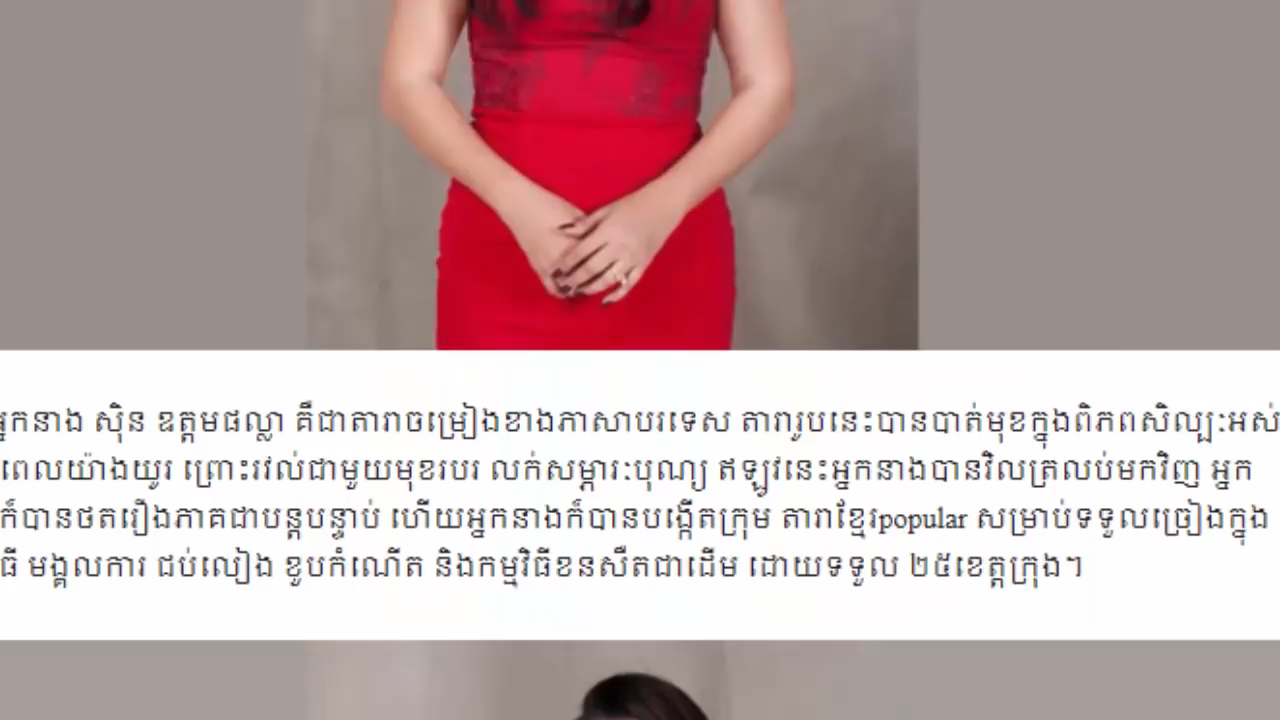 អ្នកនាង ស៊ិន ឧត្តមផល្លា គឺជាតារាចម្រៀងខាងភាសាបរទេស តារារូបនេះបានបាត់មុខក្នុងពិភពសិល្បៈអស់
ពេលយ៉ាងយូរ ព្រោះរវល់ជាមួយមុខរបរ លក់សម្ភារៈបុណ្យ ឥឡូវនេះអ្នកនាងបានវិលត្រលប់មកវិញ អ្នក
ក៏បានថតរឿងភាគជាបន្តបន្ទាប់ ហើយអ្នកនាងក៏បានបង្កើតក្រុម តារាខ្មែរpopular សម្រាប់ទទួលច្រៀងក្នុង
ធី មង្គលការ ជប់លៀង ខួបកំណើត និងកម្មវិធីខនសឺតជាដើម ដោយទទួល ២៥ខេត្តក្រុង។